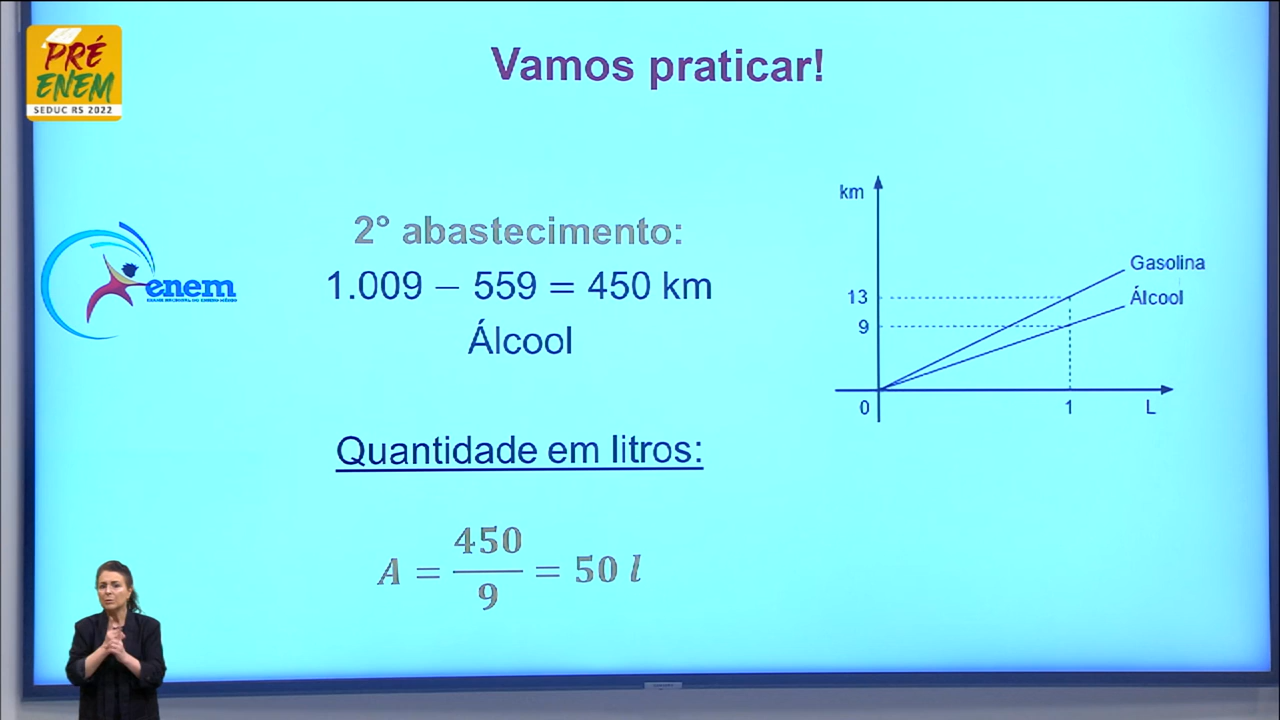 PRÉ
ENEM
SEDUC RS 2022
Vamos praticar!
enem
2° abastecimento:
1.009 − 559 = 450 km
Álcool
Quantidade em litros:
A = 450/9 = 50 l
km
Gasolina
Álcool
13
9
0
1
L